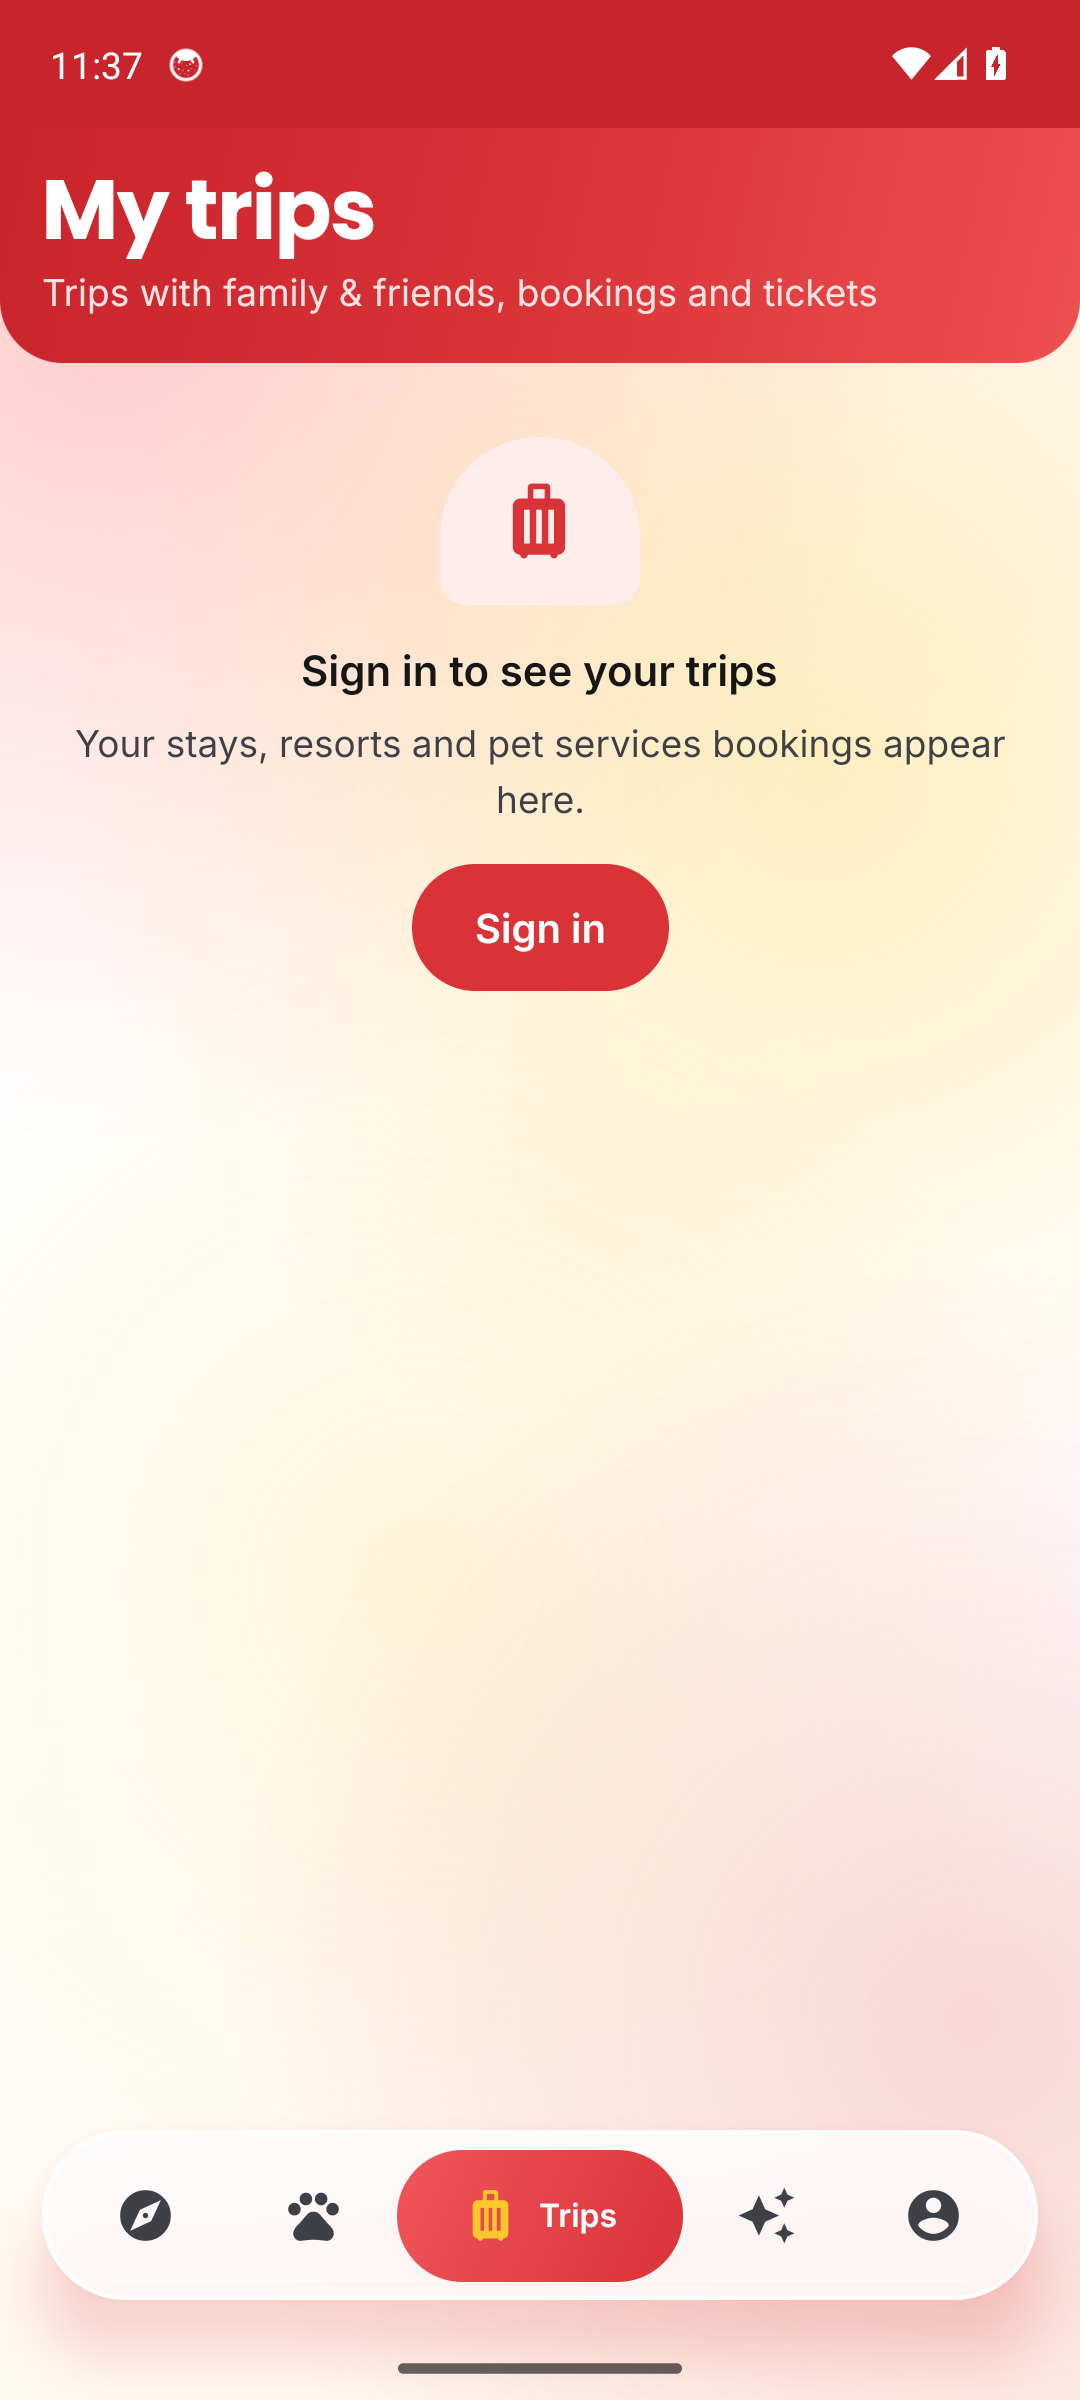 11:37
My trips
Trips with family & friends, bookings and tickets
Sign in to see your trips
Your stays, resorts and pet services bookings appear
here.
Sign in
Trips